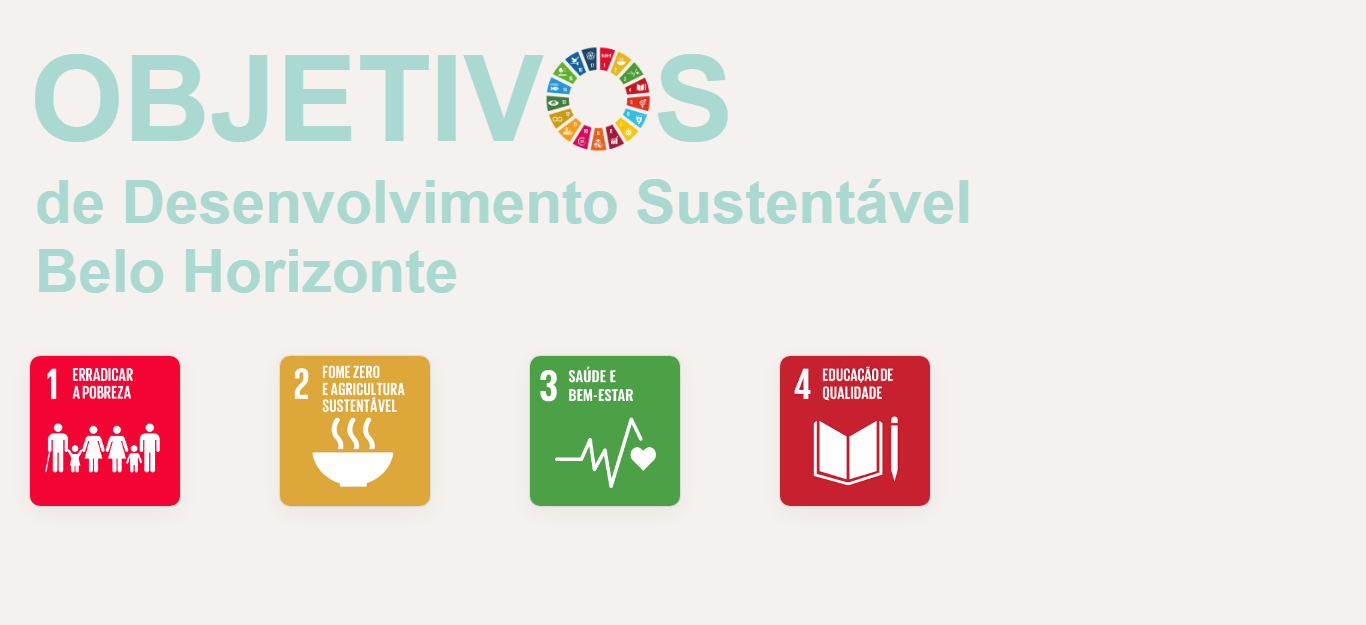 OBJETIVOS
de Desenvolvimento Sustentável
Belo Horizonte
1 ERRADICAR
A POBREZA
2 FOME ZERO
E AGRICULTURA
SUSTENTÁVEL
3 SAÚDE E
BEM-ESTAR
4 EDUCAÇÃO DE
QUALIDADE